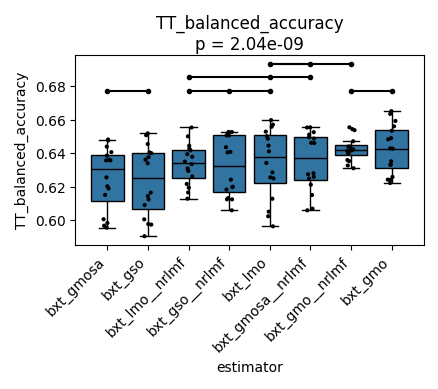 TT_balanced_accuracy
p = 2.04e-09
TT_balanced_accuracy
0.68
0.66
0.64
0.62
0.60
bxt_gmosa
bxt_gso
bxt_lmo__nrlmf
bxt_gso__nrlmf
bxt_lmo
bxt_gmosa__nrlmf
bxt_gmo__nrlmf
bxt_gmo
estimator